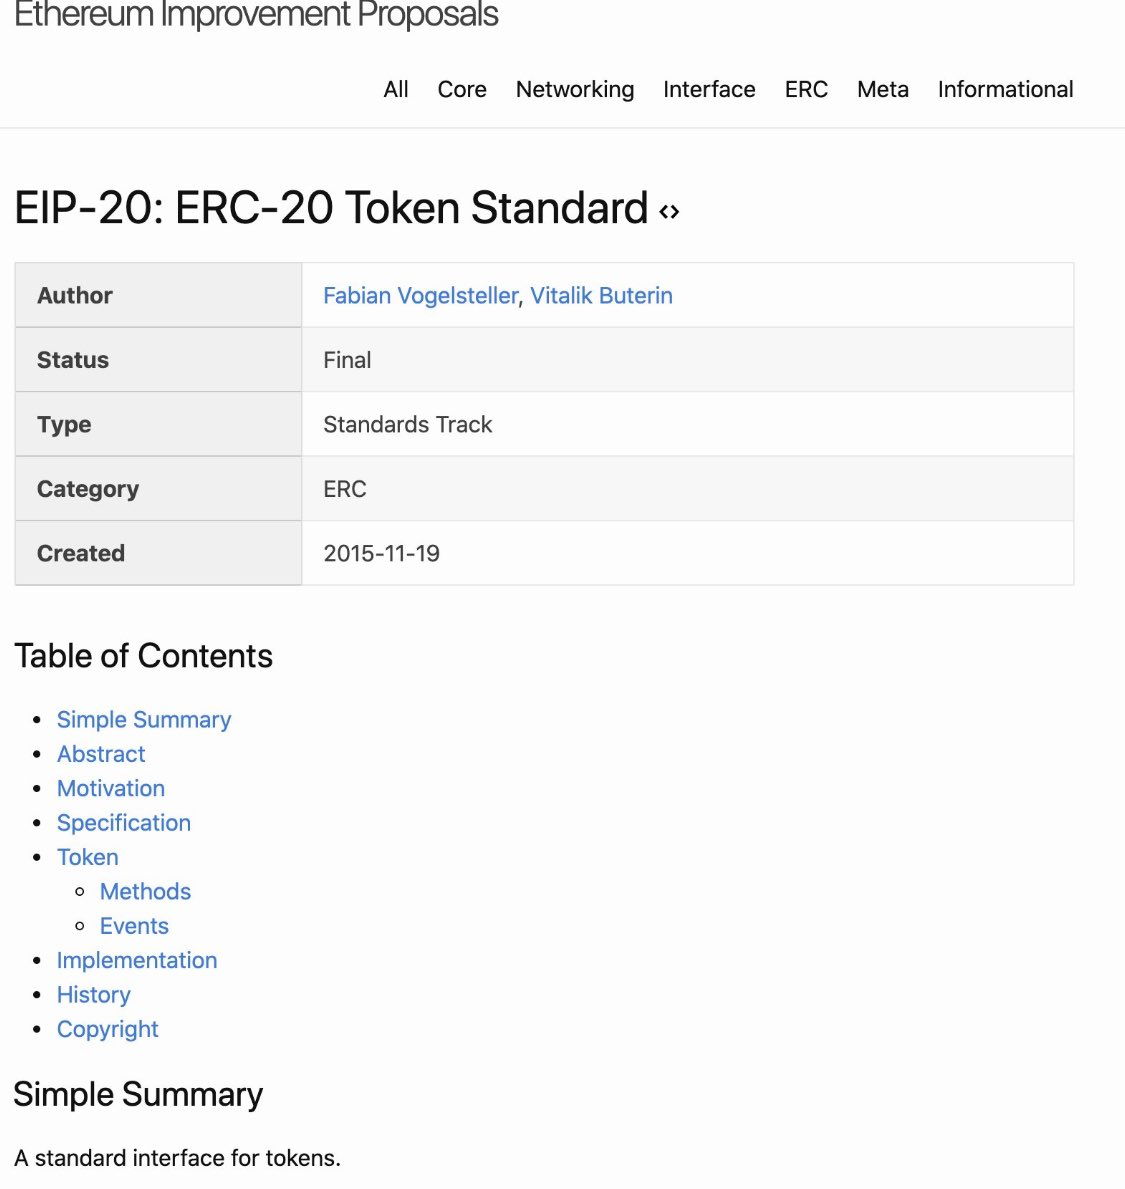 Ethereum Improvement Proposals
All Core Networking Interface ERC Meta Informational
EIP-20: ERC-20 Token Standard <>
Author Fabian Vogelsteller, Vitalik Buterin
Status Final
Type Standards Track
Category ERC
Created 2015-11-19
Table of Contents
• Simple Summary
• Abstract
• Motivation
• Specification
• Token
◦ Methods
◦ Events
• Implementation
• History
• Copyright
Simple Summary
A standard interface for tokens.